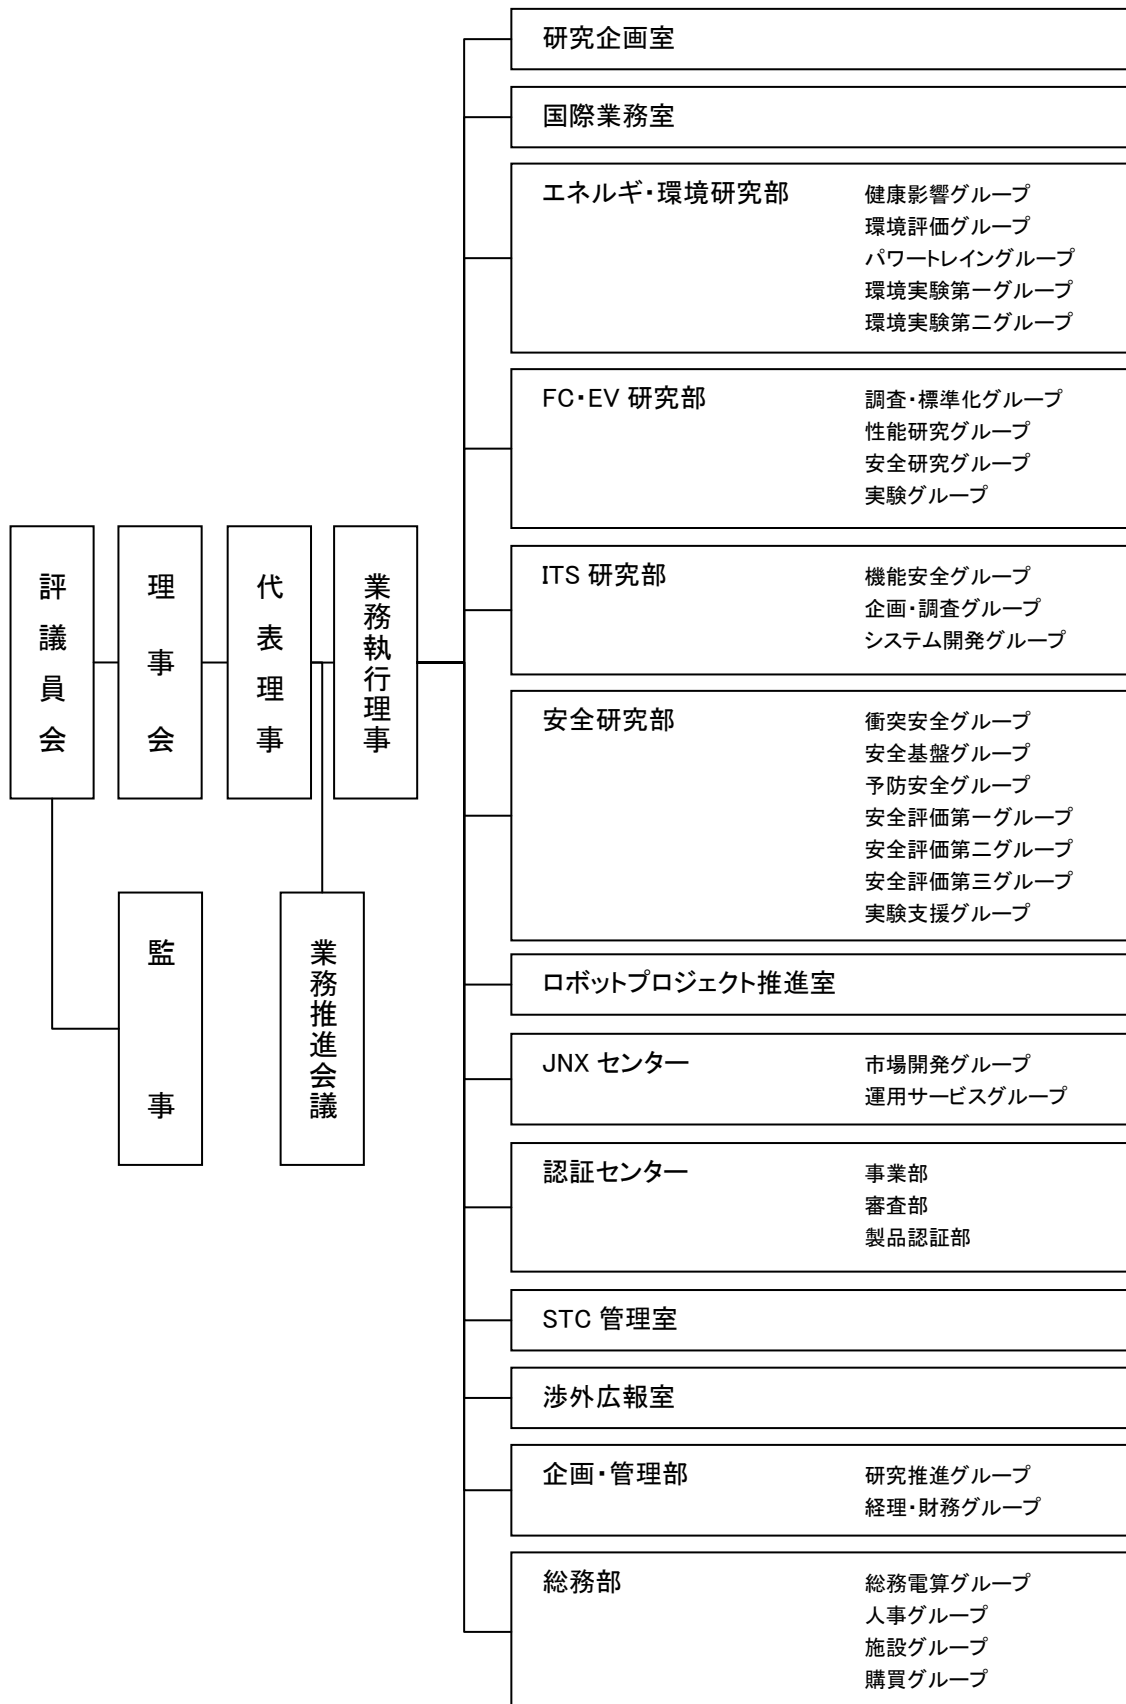 評議員会
理事会
代表理事
業務執行理事
監事
業務推進会議
研究企画室
国際業務室
エネルギ・環境研究部 健康影響グループ
環境評価グループ
パワートレイングループ
環境実験第一グループ
環境実験第二グループ
FC・EV 研究部 調査・標準化グループ
性能研究グループ
安全研究グループ
実験グループ
ITS 研究部 機能安全グループ
企画・調査グループ
システム開発グループ
安全研究部 衝突安全グループ
安全基盤グループ
予防安全グループ
安全評価第一グループ
安全評価第二グループ
安全評価第三グループ
実験支援グループ
ロボットプロジェクト推進室
JNX センター 市場開発グループ
運用サービスグループ
認証センター 事業部
審査部
製品認証部
STC 管理室
渉外広報室
企画・管理部 研究推進グループ
経理・財務グループ
総務部 総務電算グループ
人事グループ
施設グループ
購買グループ